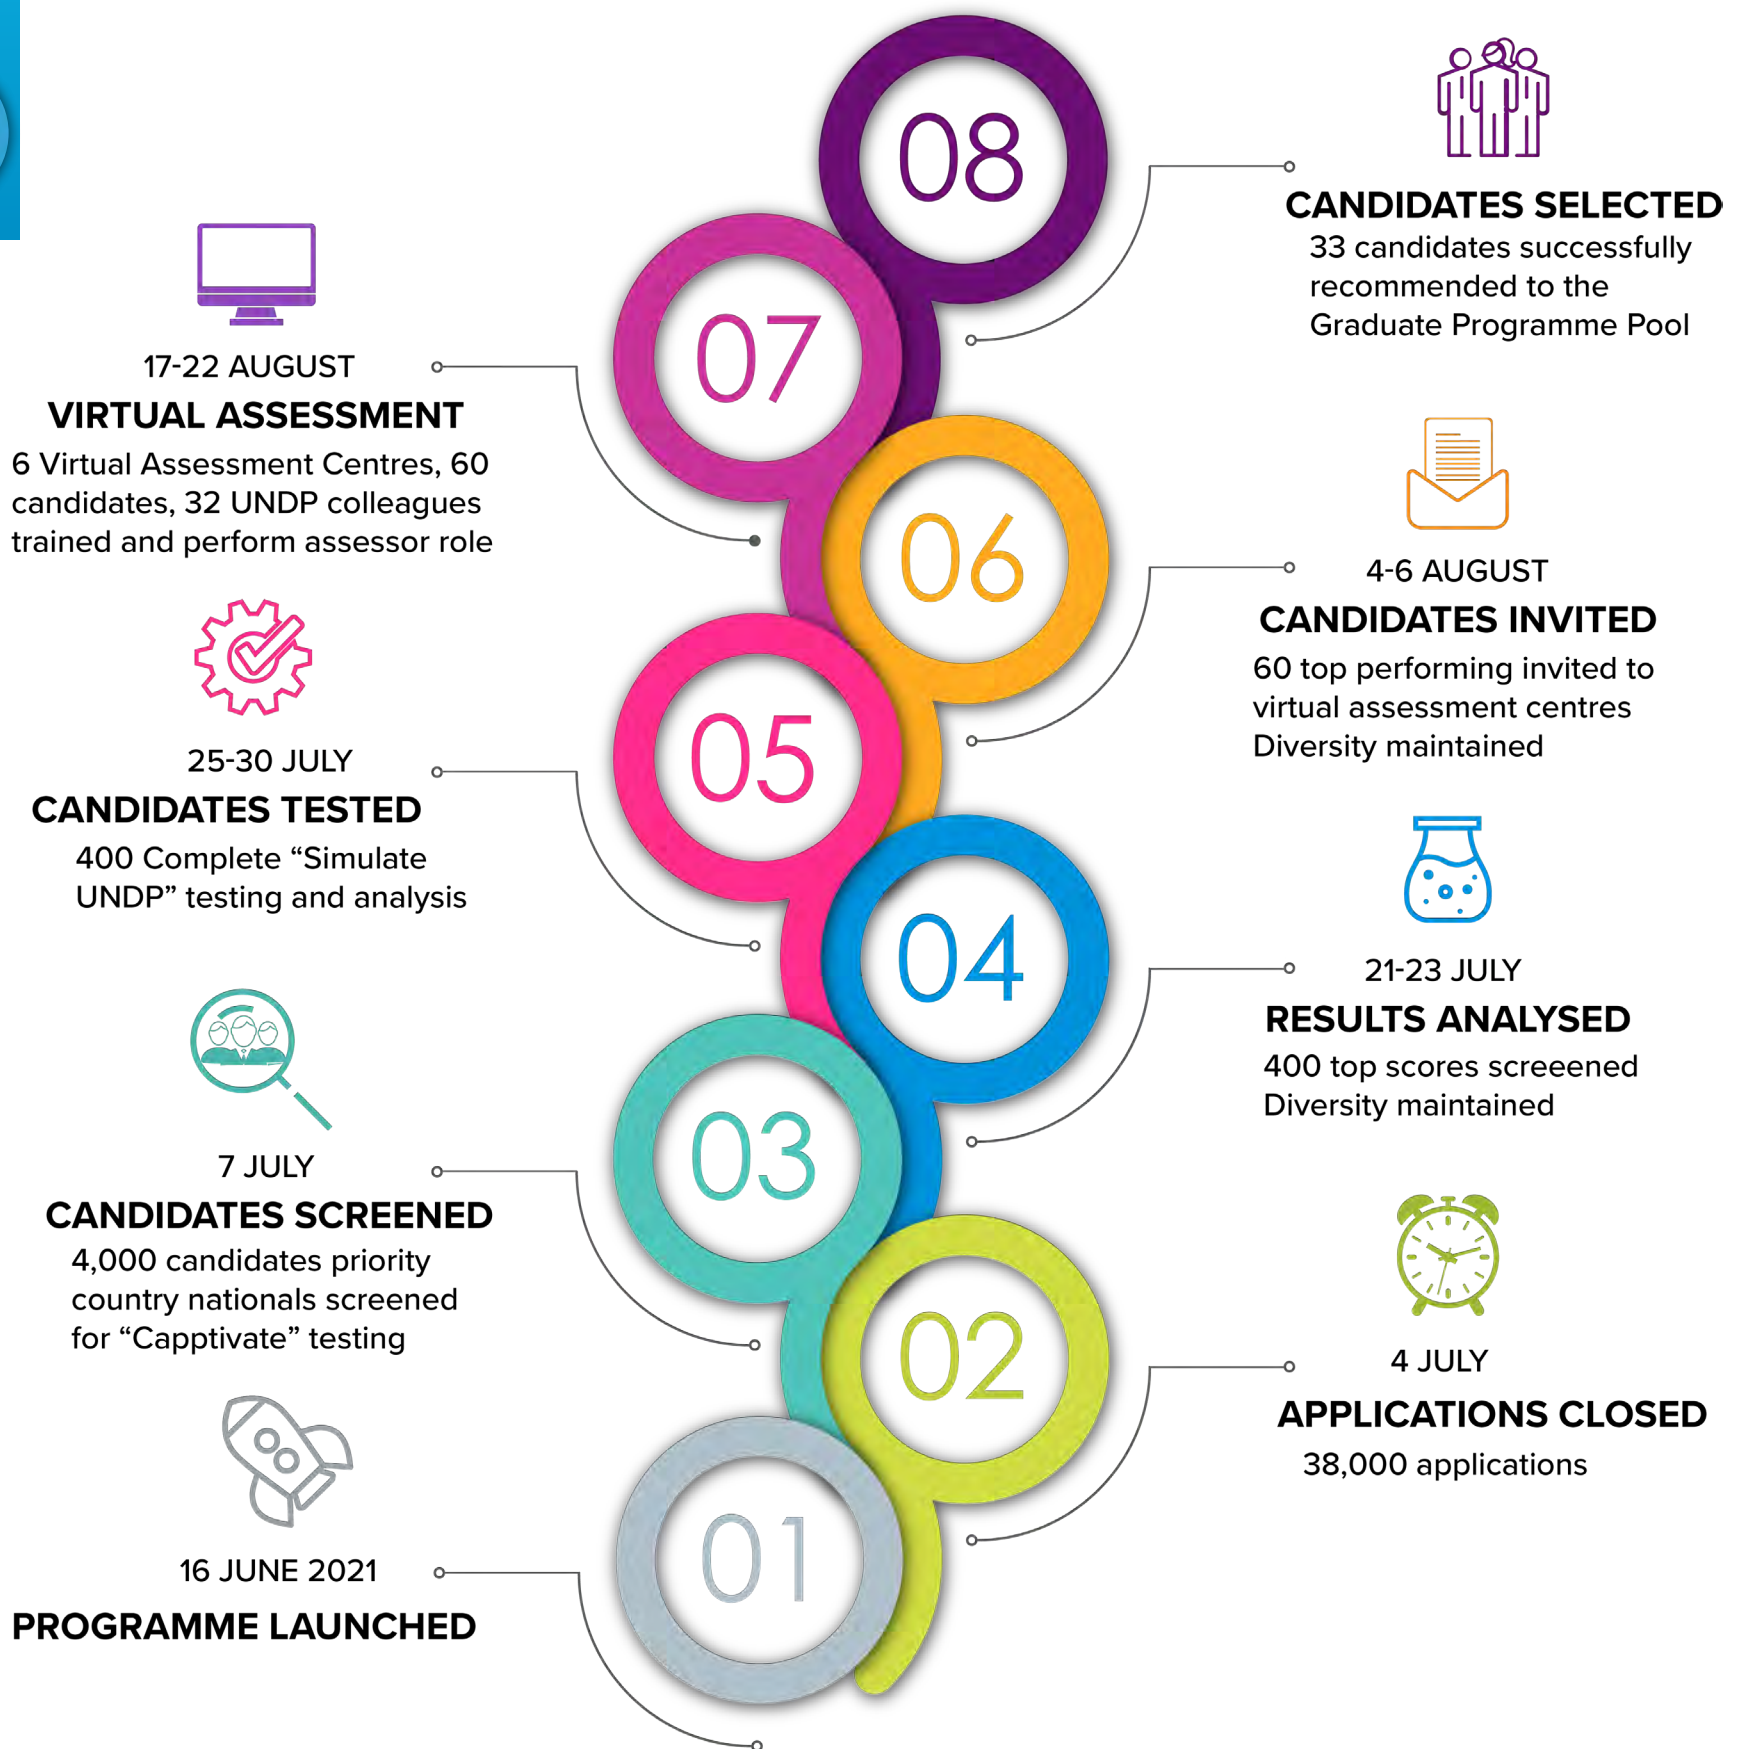 08
CANDIDATES SELECTED
33 candidates successfully
recommended to the
Graduate Programme Pool
07
17-22 AUGUST
VIRTUAL ASSESSMENT
6 Virtual Assessment Centres, 60
candidates, 32 UNDP colleagues
trained and perform assessor role
06
4-6 AUGUST
CANDIDATES INVITED
60 top performing invited to
virtual assessment centres
Diversity maintained
05
25-30 JULY
CANDIDATES TESTED
400 Complete “Simulate
UNDP” testing and analysis
04
21-23 JULY
RESULTS ANALYSED
400 top scores screeened
Diversity maintained
03
7 JULY
CANDIDATES SCREENED
4,000 candidates priority
country nationals screened
for “Capptivate” testing
02
4 JULY
APPLICATIONS CLOSED
38,000 applications
01
16 JUNE 2021
PROGRAMME LAUNCHED